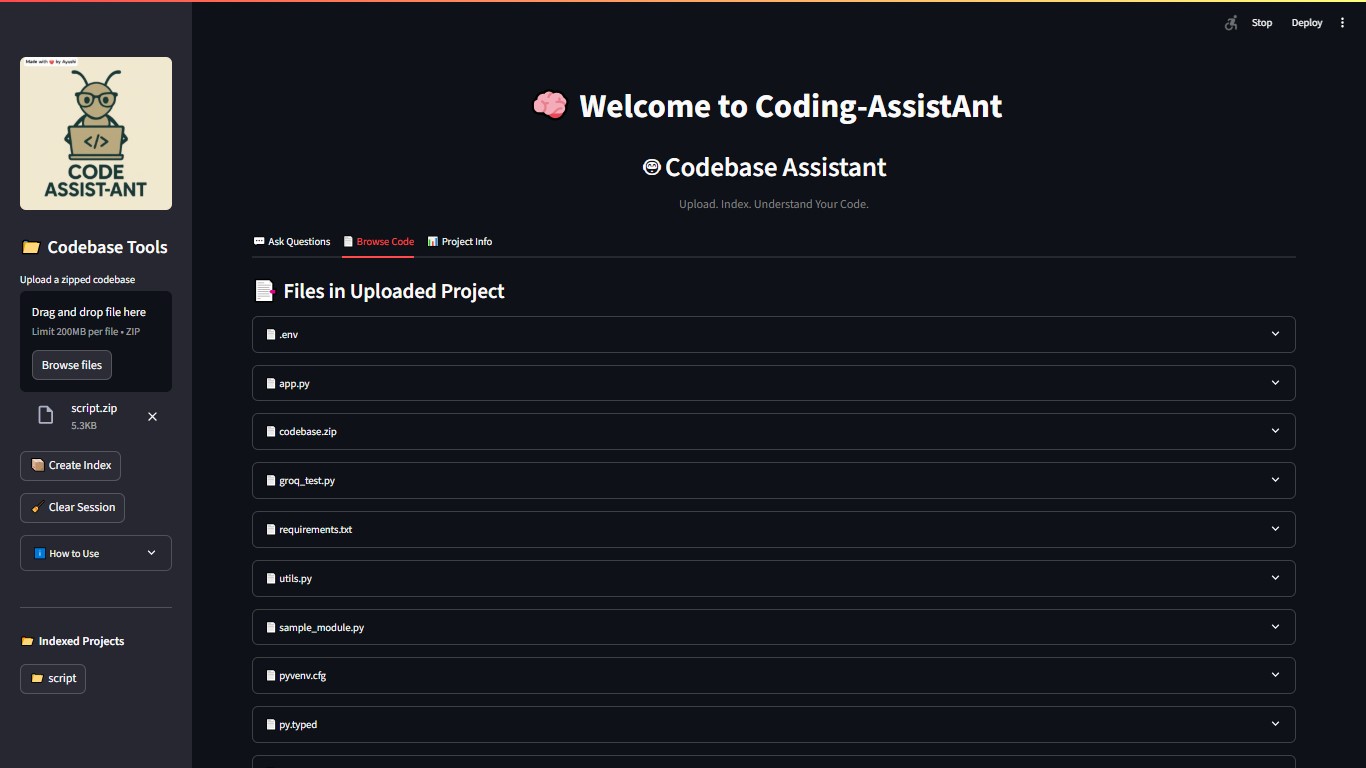 Stop Deploy
Made with ❤️ by Ayushi
</>
CODE
ASSIST-ANT
📁 Codebase Tools
Upload a zipped codebase
Drag and drop file here
Limit 200MB per file • ZIP
Browse files
script.zip
5.3KB
Create Index
Clear Session
How to Use
Indexed Projects
script
🧠 Welcome to Coding-AssistAnt
Codebase Assistant
Upload. Index. Understand Your Code.
Ask Questions Browse Code Project Info
Files in Uploaded Project
.env
app.py
codebase.zip
groq_test.py
requirements.txt
utils.py
sample_module.py
pyvenv.cfg
py.typed